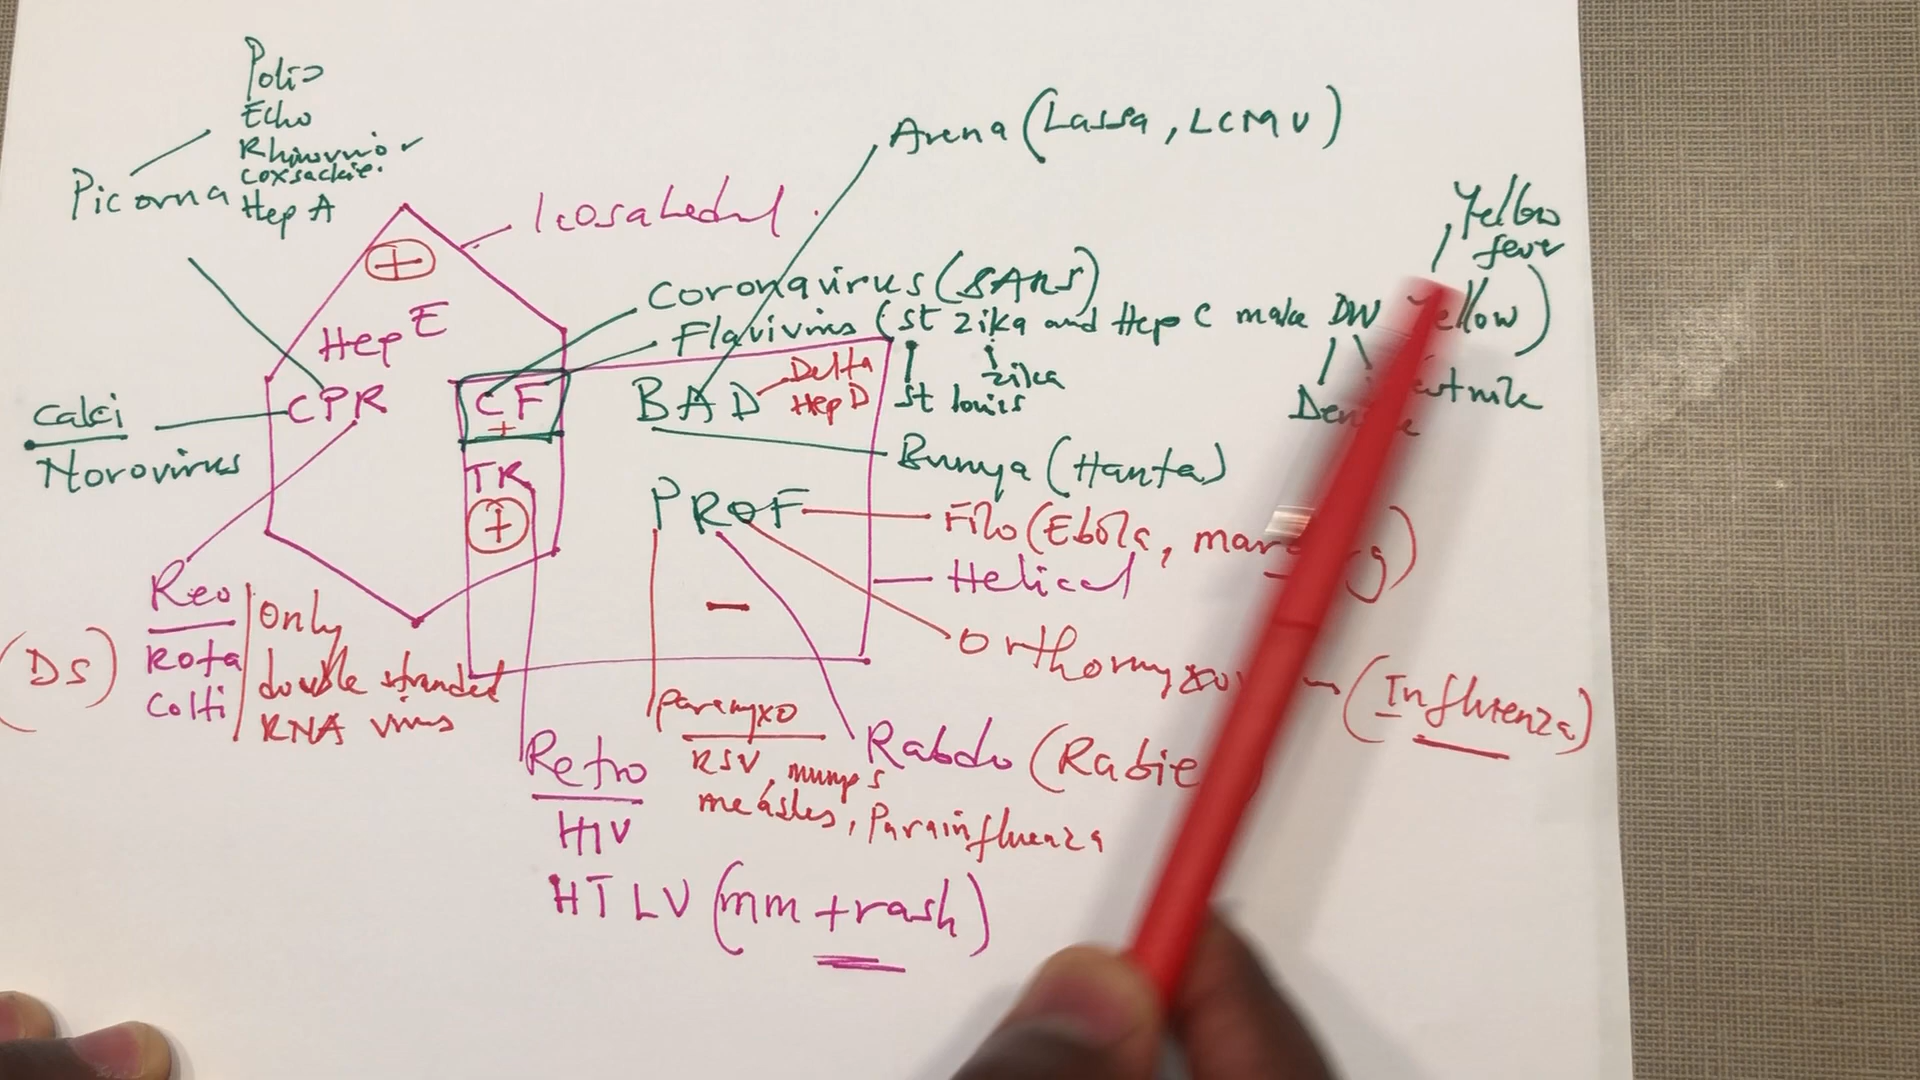 Polio
Echo
Rhinovirus
Coxsackie
Hep A
Picorna
Arena (Lassa, LCMV)
Icosahedral
+
Hep E
CPR
Calci
Norovirus
Coronavirus (SARS)
Flavivirus (St Zika and Hep C make DW Yellow)
Yellow
fever
St Louis
Zika
CF
+
BAD
Delta
Hep D
TR
+
Bunya (Hanta)
PROF
Filo (Ebola,
Helical
−
Orthomyxo
(Influenza)
Reo
Rota
Colti
(DS)
Only
double stranded
RNA virus
Retro
HIV
HTLV (mm + rash)
Paramyxo
RSV, mumps
measles, Parainfluenza
Rabdo